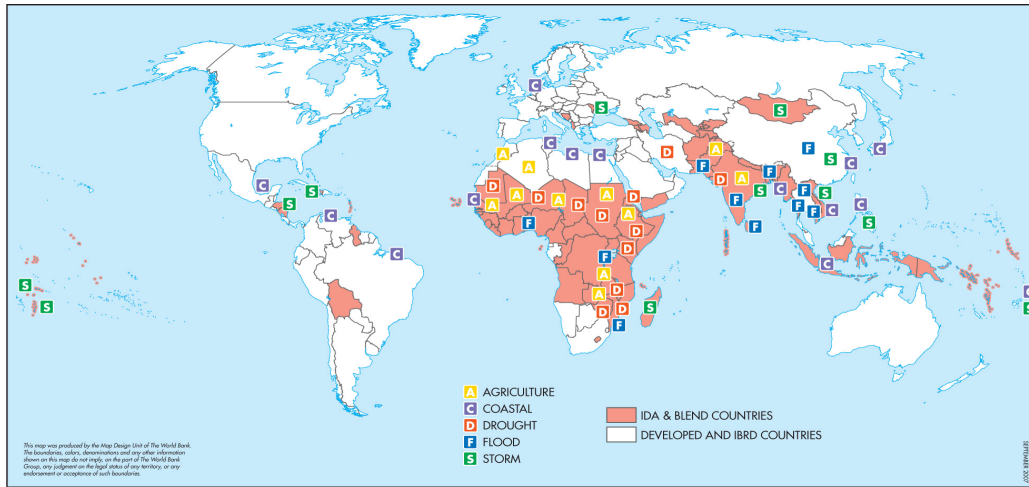 C
S
S
D
A
F
S
C
C
C
C
A
A
F
C
S
S
C
C
D
A
D
A
D
A
D
A
D
C
A
F
D
A
D
D
F
D
A
F
S
C
F
F
F
S
C
C
S
F
A
D
A
D
D
D
F
S
C
C
S
S
C
S
A AGRICULTURE
C COASTAL
D DROUGHT
F FLOOD
S STORM
IDA & BLEND COUNTRIES
DEVELOPED AND IBRD COUNTRIES
This map was produced by the Map Design Unit of The World Bank.
The boundaries, colors, denominations and any other information
shown on this map do not imply, on the part of The World Bank
Group, any judgment on the legal status of any territory, or any
endorsement or acceptance of such boundaries.
SEPTEMBER 2007